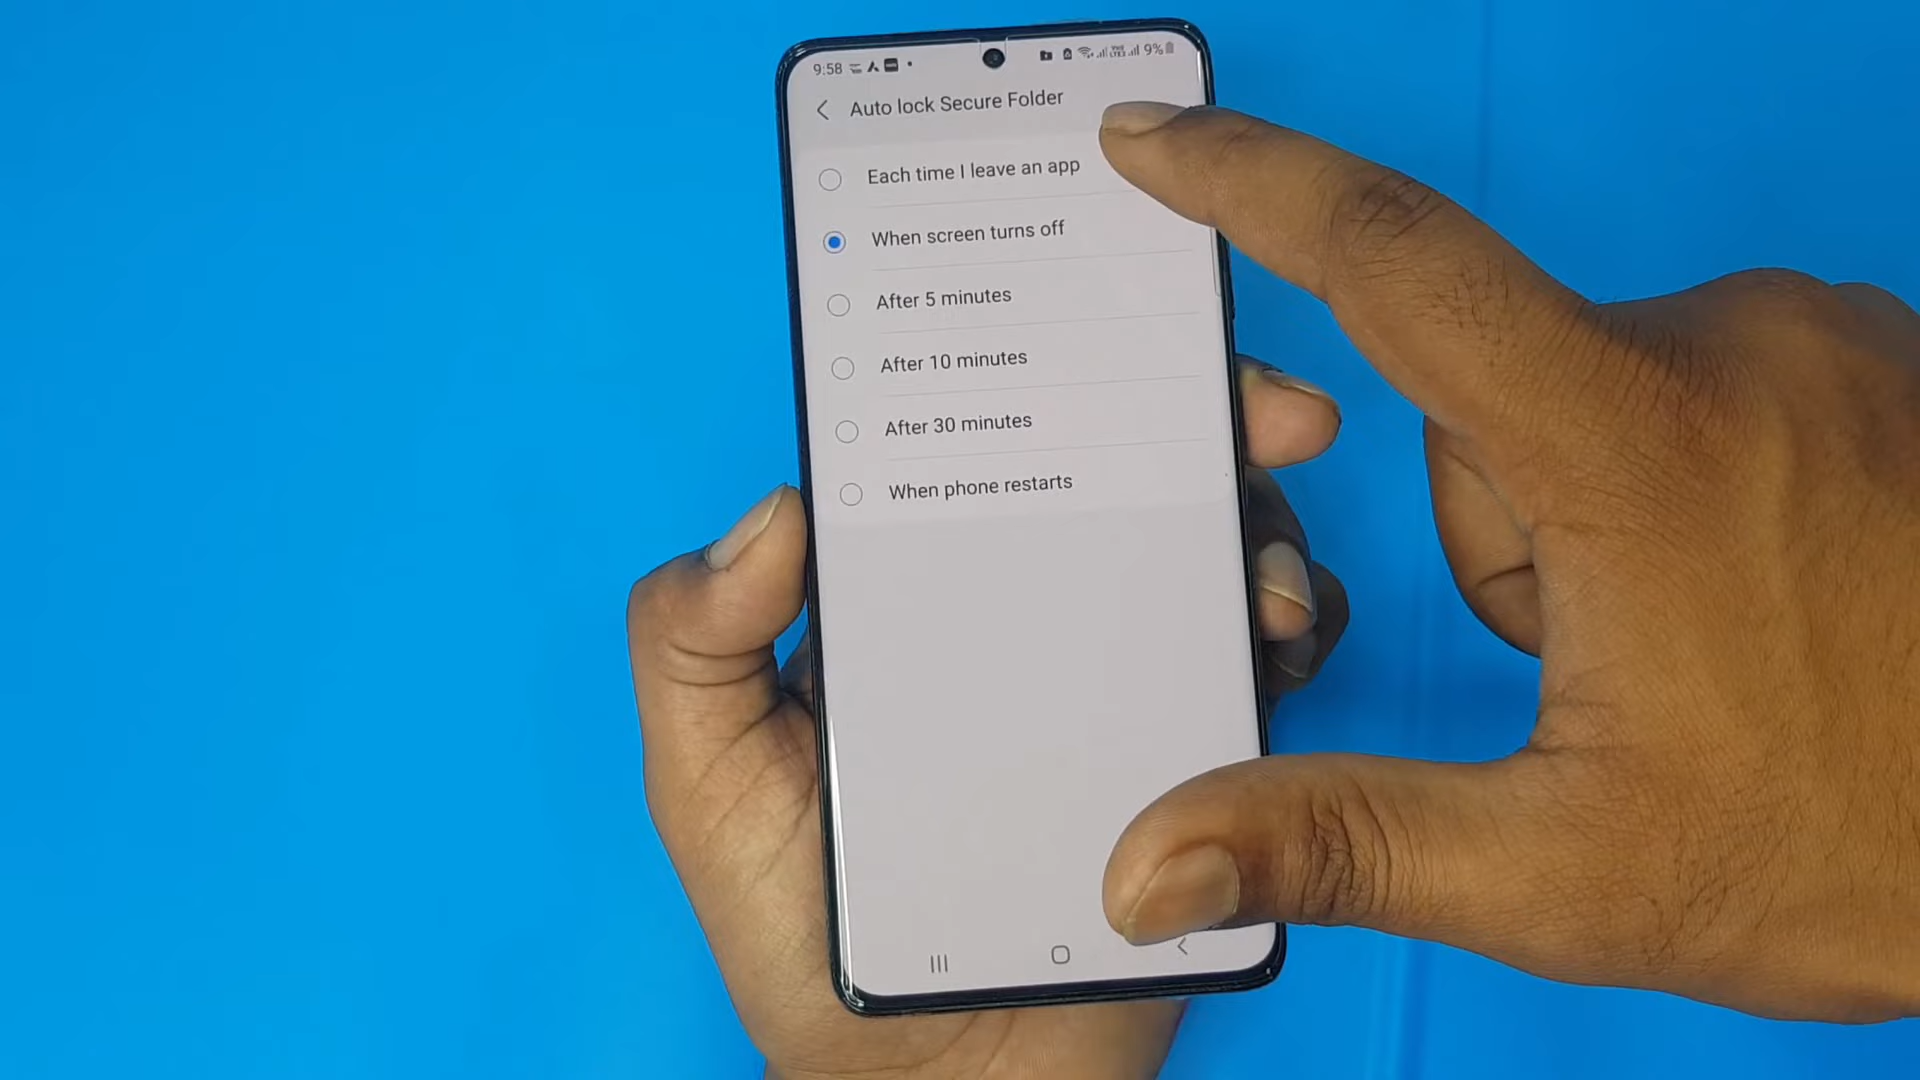 9:58 9%
Auto lock Secure Folder
Each time I leave an app
When screen turns off
After 5 minutes
After 10 minutes
After 30 minutes
When phone restarts